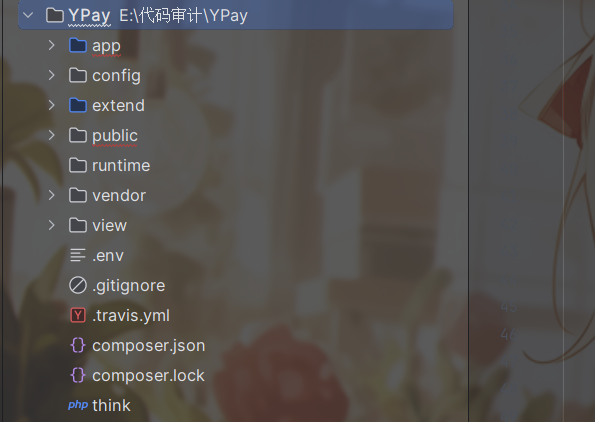 YPay E:\代码审计\YPay
app
config
extend
public
runtime
vendor
view
.env
.gitignore
.travis.yml
composer.json
composer.lock
php think